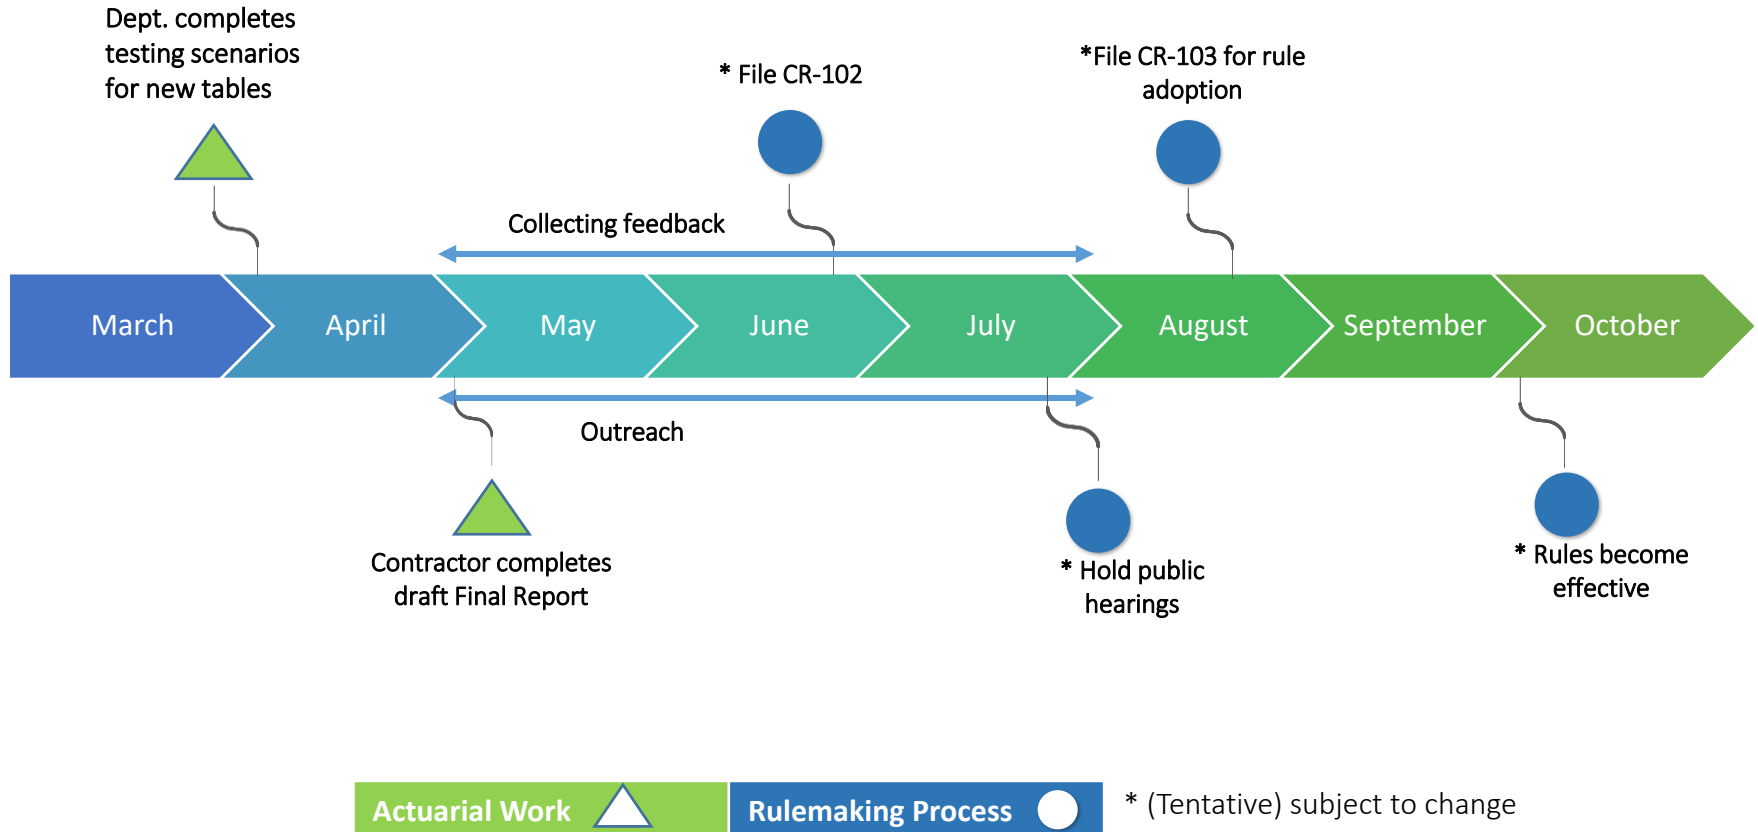 Dept. completes
testing scenarios
for new tables
* File CR-102
*File CR-103 for rule
adoption
Collecting feedback
March
April
May
June
July
August
September
October
Outreach
Contractor completes
draft Final Report
* Hold public
hearings
* Rules become
effective
Actuarial Work
Rulemaking Process
* (Tentative) subject to change